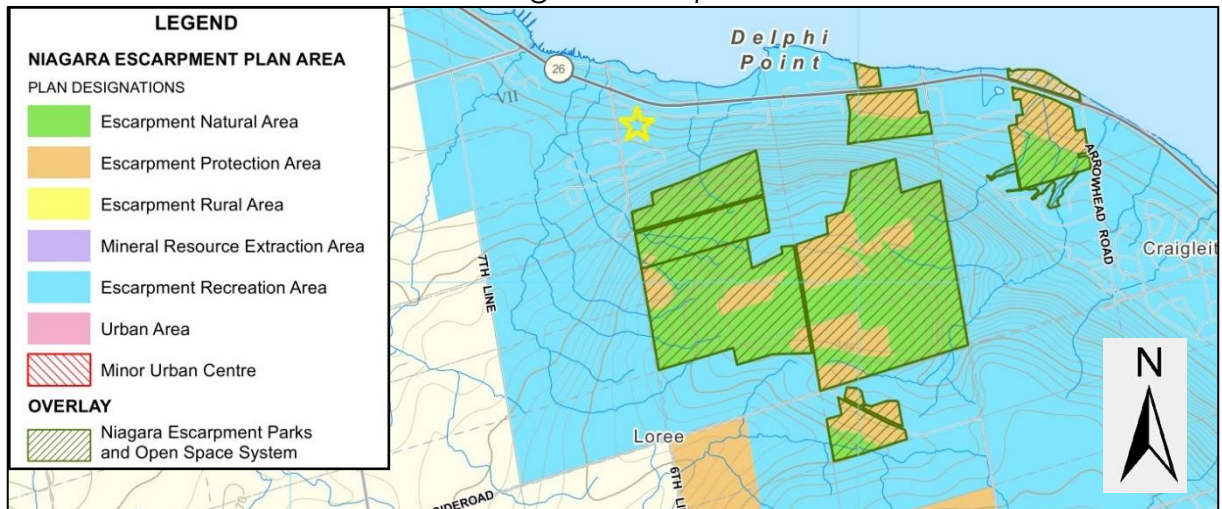 LEGEND
NIAGARA ESCARPMENT PLAN AREA
PLAN DESIGNATIONS
Escarpment Natural Area
Escarpment Protection Area
Escarpment Rural Area
Mineral Resource Extraction Area
Escarpment Recreation Area
Urban Area
Minor Urban Centre
OVERLAY
Niagara Escarpment Parks
and Open Space System
Delphi
Point
26
VII
7TH LINE
ARROWHEAD ROAD
Craigleit
Loree
6TH LI
SIDEROAD
N